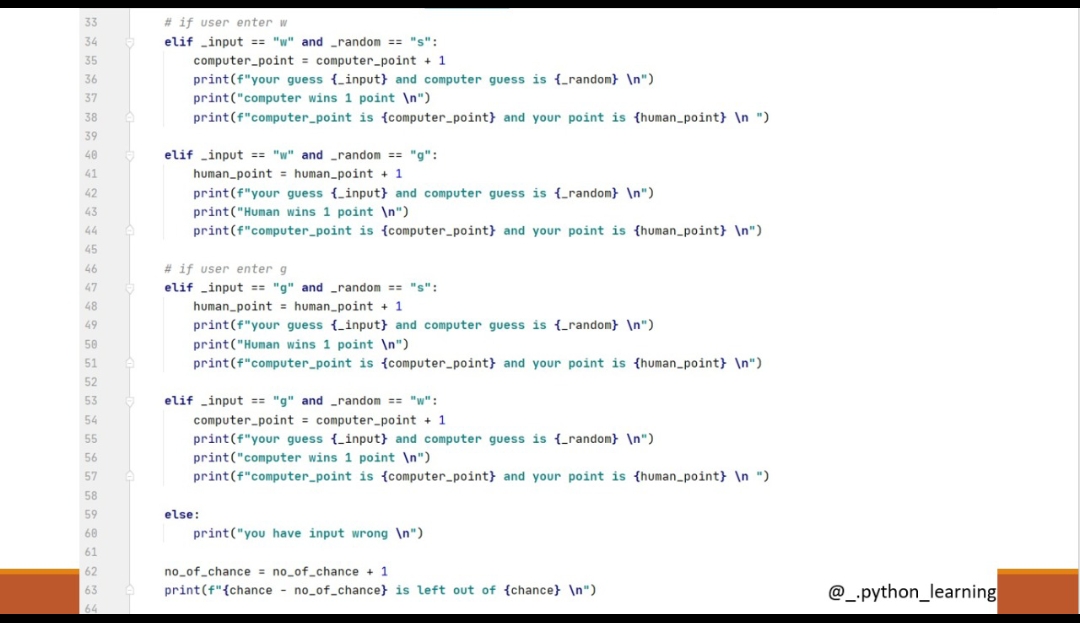 33 # if user enter w
34 elif _input == "w" and _random == "s":
35 computer_point = computer_point + 1
36 print(f"your guess {_input} and computer guess is {_random} \n")
37 print("computer wins 1 point \n")
38 print(f"computer_point is {computer_point} and your point is {human_point} \n ")
39
40 elif _input == "w" and _random == "g":
41 human_point = human_point + 1
42 print(f"your guess {_input} and computer guess is {_random} \n")
43 print("Human wins 1 point \n")
44 print(f"computer_point is {computer_point} and your point is {human_point} \n")
45
46 # if user enter g
47 elif _input == "g" and _random == "s":
48 human_point = human_point + 1
49 print(f"your guess {_input} and computer guess is {_random} \n")
50 print("Human wins 1 point \n")
51 print(f"computer_point is {computer_point} and your point is {human_point} \n")
52
53 elif _input == "g" and _random == "w":
54 computer_point = computer_point + 1
55 print(f"your guess {_input} and computer guess is {_random} \n")
56 print("computer wins 1 point \n")
57 print(f"computer_point is {computer_point} and your point is {human_point} \n ")
58
59 else:
60 print("you have input wrong \n")
61
62 no_of_chance = no_of_chance + 1
63 print(f"{chance - no_of_chance} is left out of {chance} \n")
64
@_.python_learning